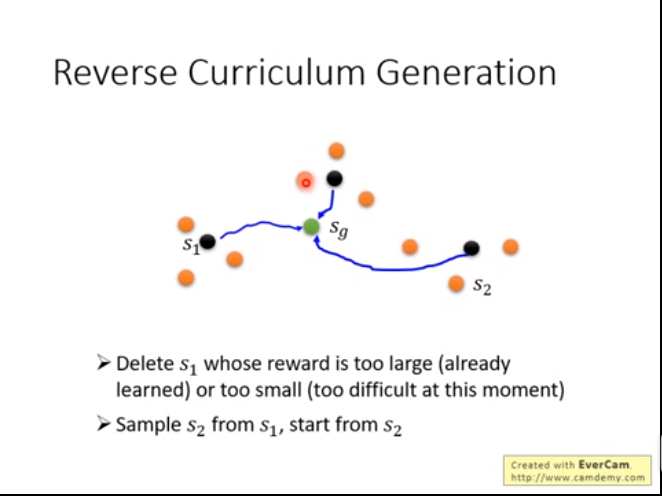 Reverse Curriculum Generation
s_g
s_1
s_2
➤ Delete s_1 whose reward is too large (already
learned) or too small (too difficult at this moment)
➤ Sample s_2 from s_1, start from s_2
Created with EverCam.
http://www.camdemy.com